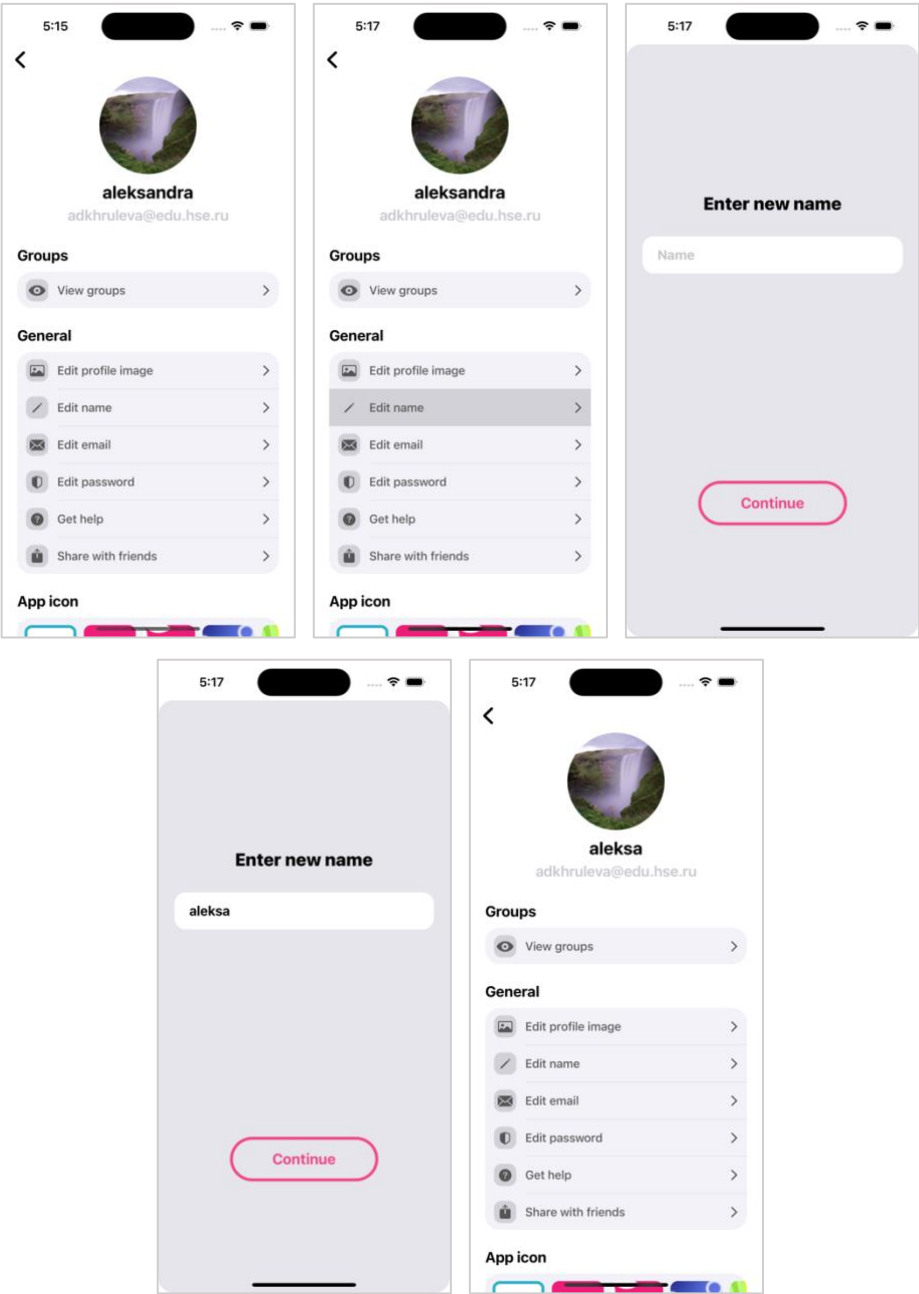 5:15
aleksandra
adkhruleva@edu.hse.ru
Groups
View groups
General
Edit profile image
Edit name
Edit email
Edit password
Get help
Share with friends
App icon
5:17
aleksandra
adkhruleva@edu.hse.ru
Groups
View groups
General
Edit profile image
Edit name
Edit email
Edit password
Get help
Share with friends
App icon
5:17
Enter new name
Name
Continue
5:17
Enter new name
aleksa
Continue
5:17
aleksa
adkhruleva@edu.hse.ru
Groups
View groups
General
Edit profile image
Edit name
Edit email
Edit password
Get help
Share with friends
App icon